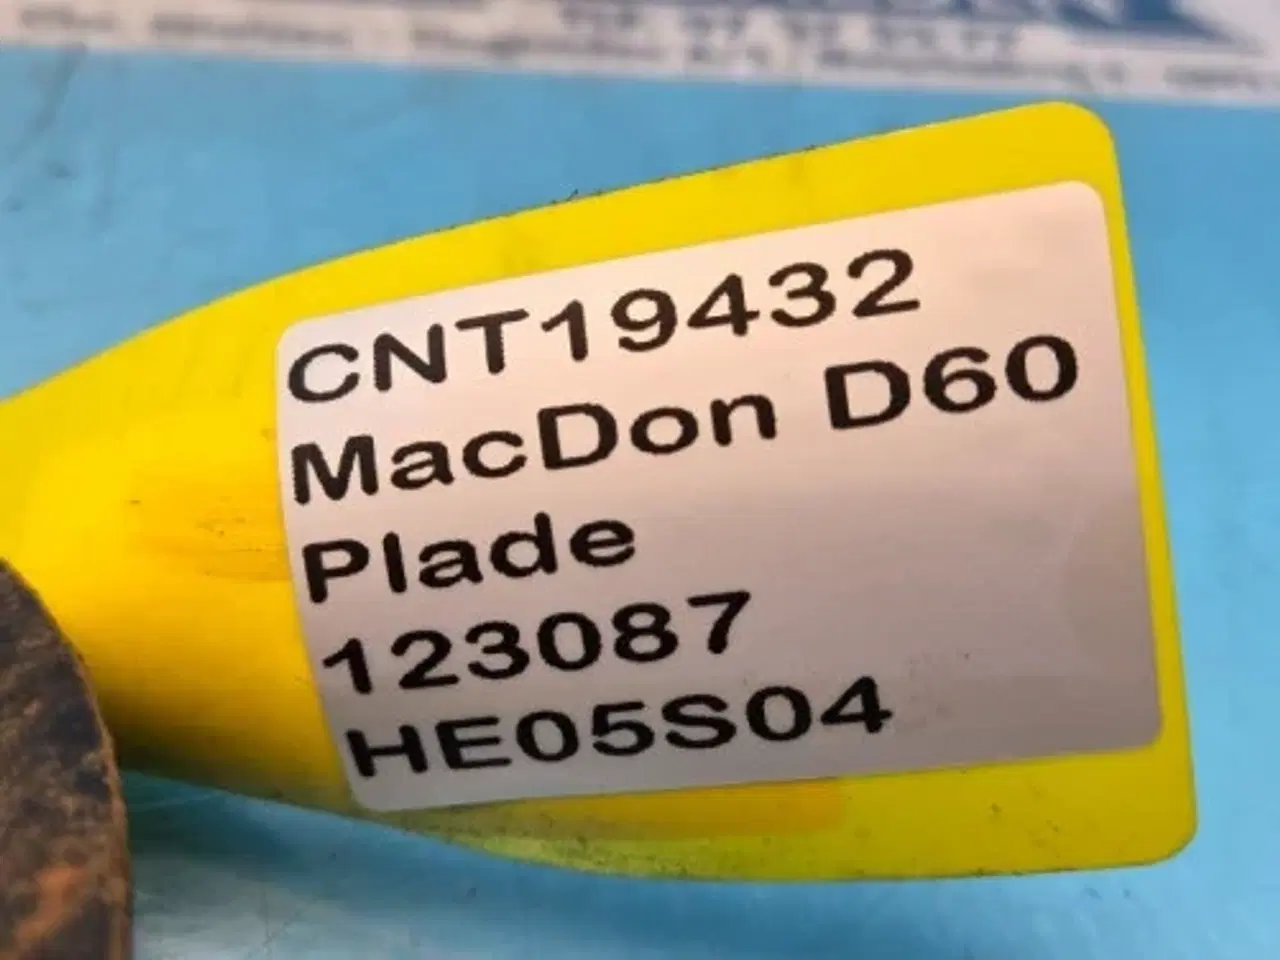 CNT19432
MacDon D60
Plade
123087
HE05S04